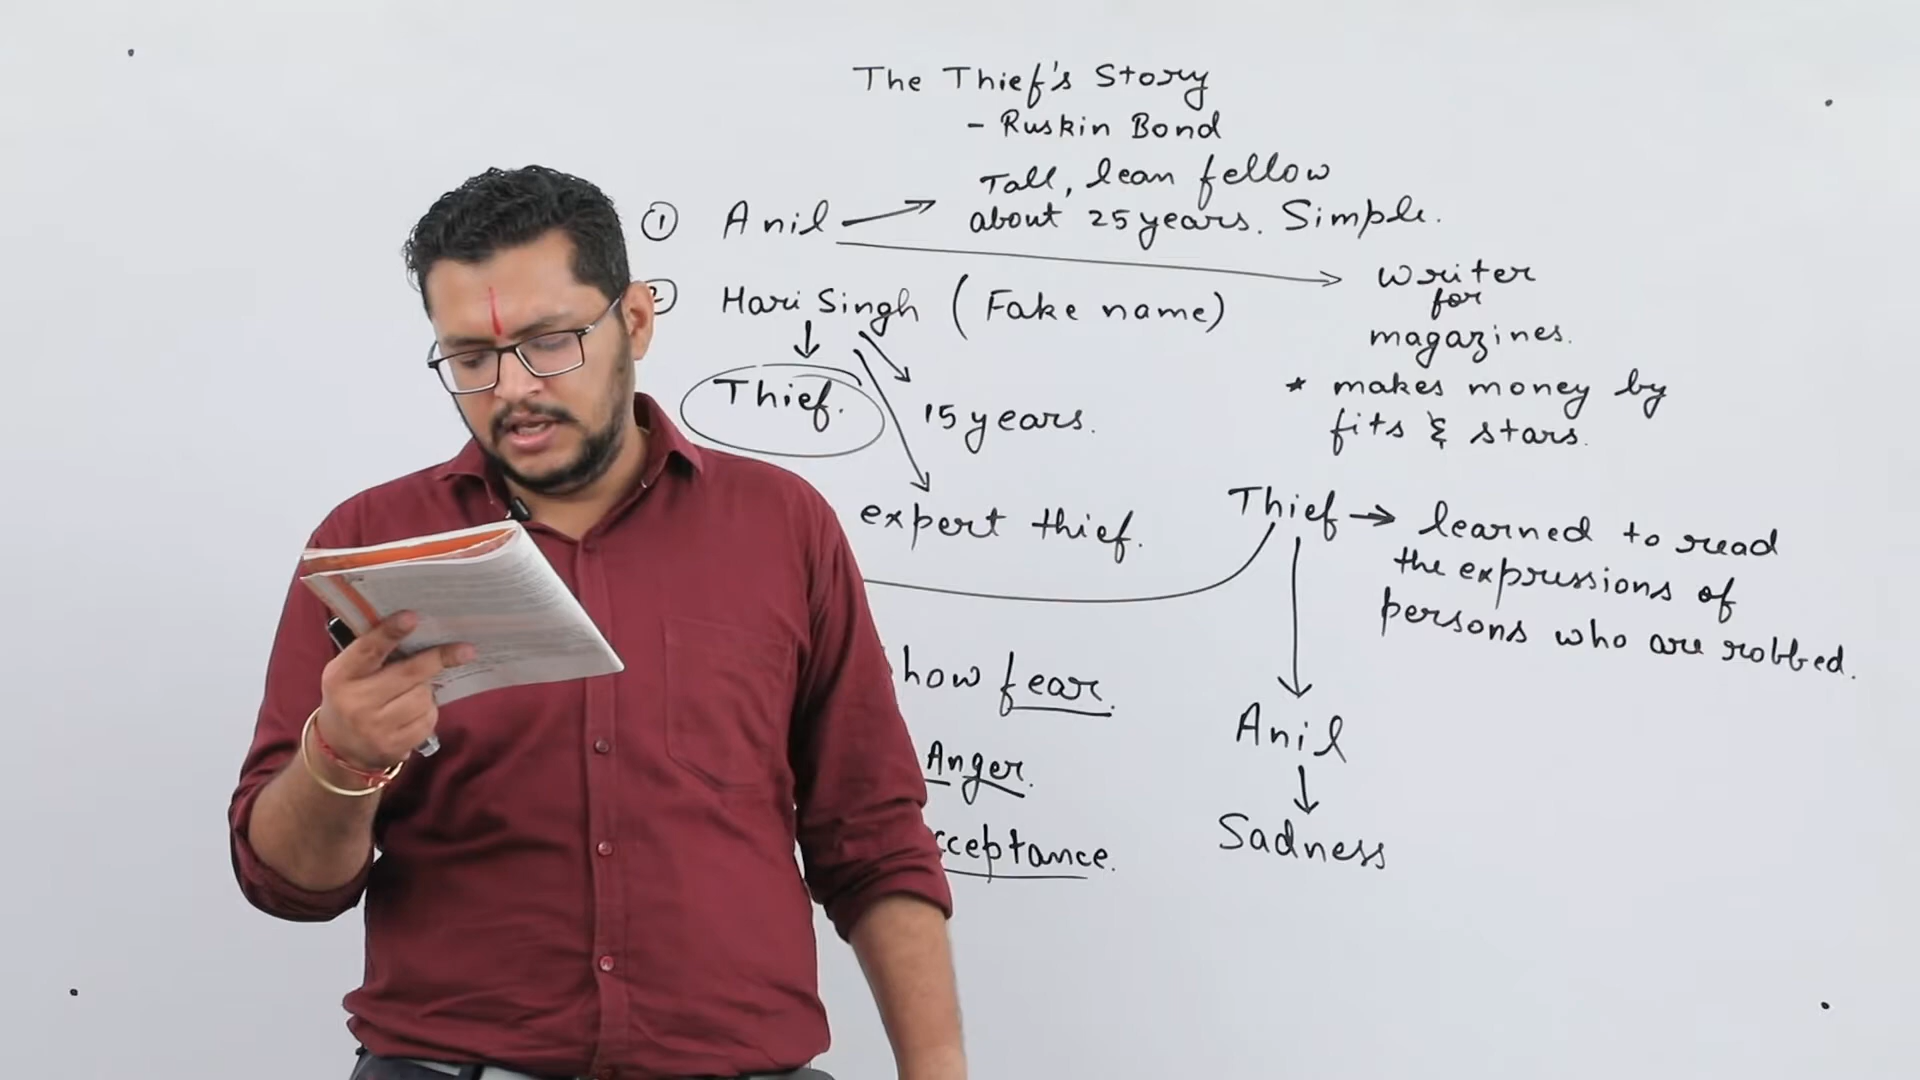 The Thief's Story
- Ruskin Bond
① Anil
Tall, lean fellow
about 25 years. Simple.
writer
for
magazines.
* makes money by
fits & stars.
Hari Singh (Fake name)
Thief.
15 years.
expert thief.
Thief → learned to read
the expressions of
persons who are robbed.
fear.
Anger.
Anil
Sadness